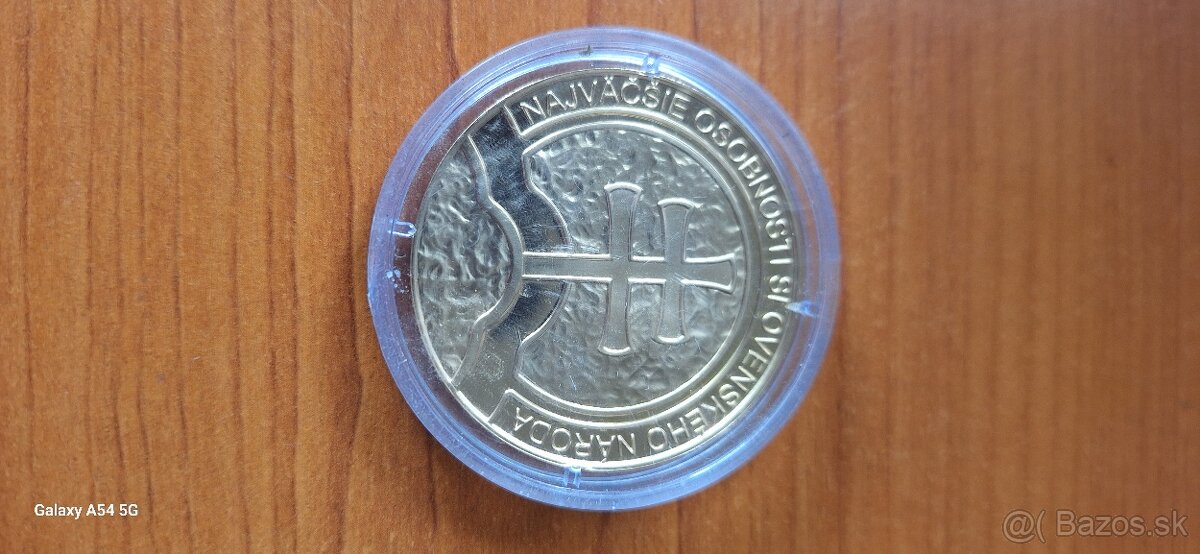 NAJVÄČŠIE OSOBNOSTI SLOVENSKÉHO NÁRODA
Galaxy A54 5G
@( Bazos.sk